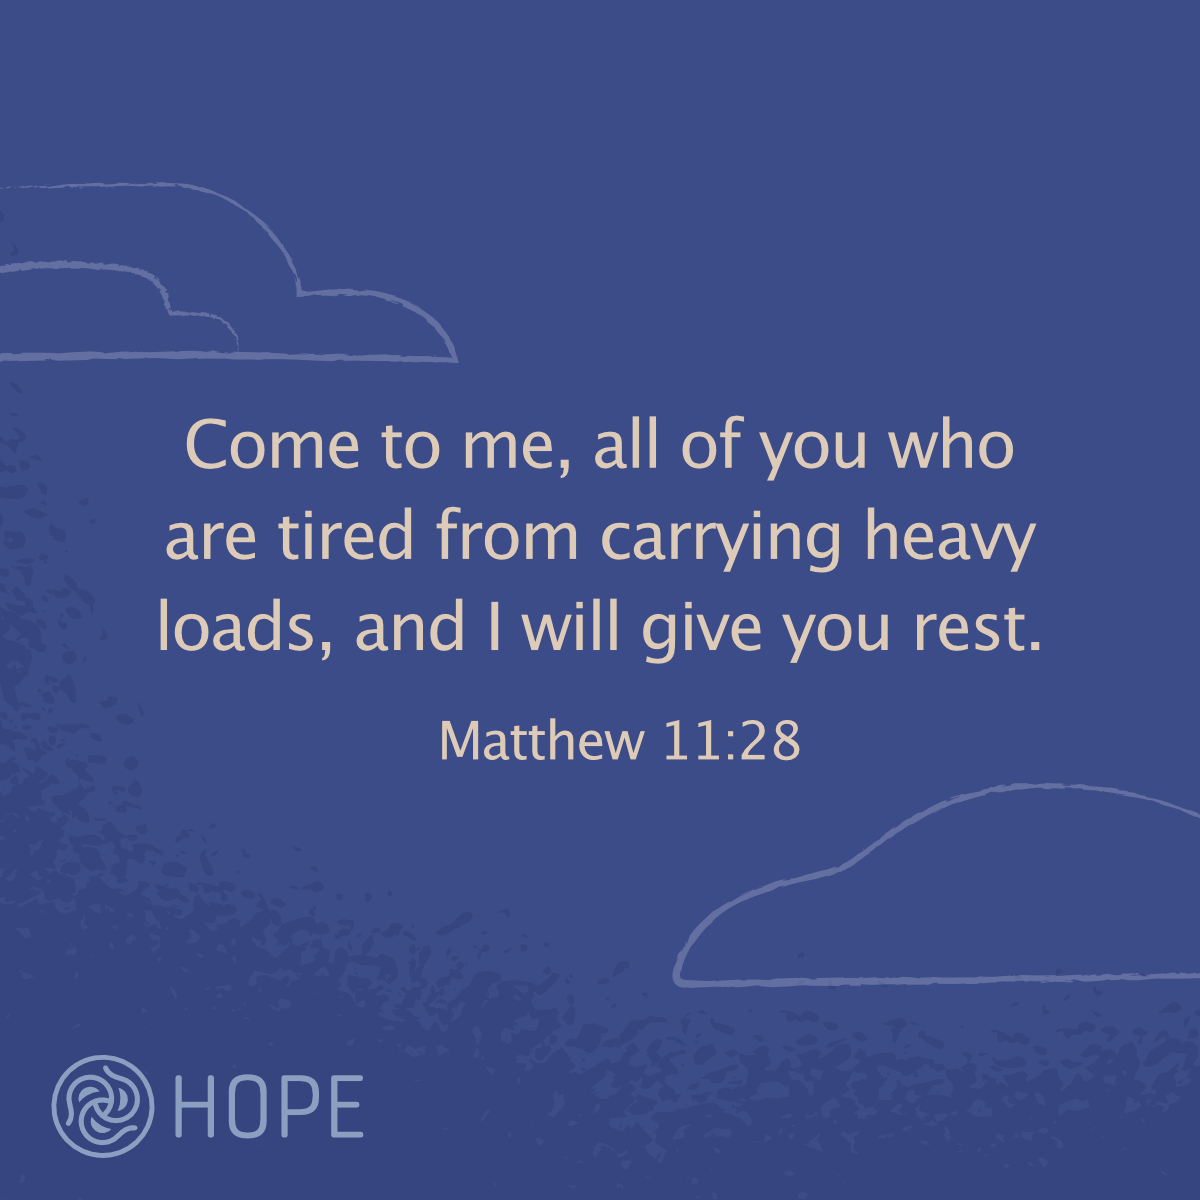 Come to me, all of you who
are tired from carrying heavy
loads, and I will give you rest.
Matthew 11:28
HOPE